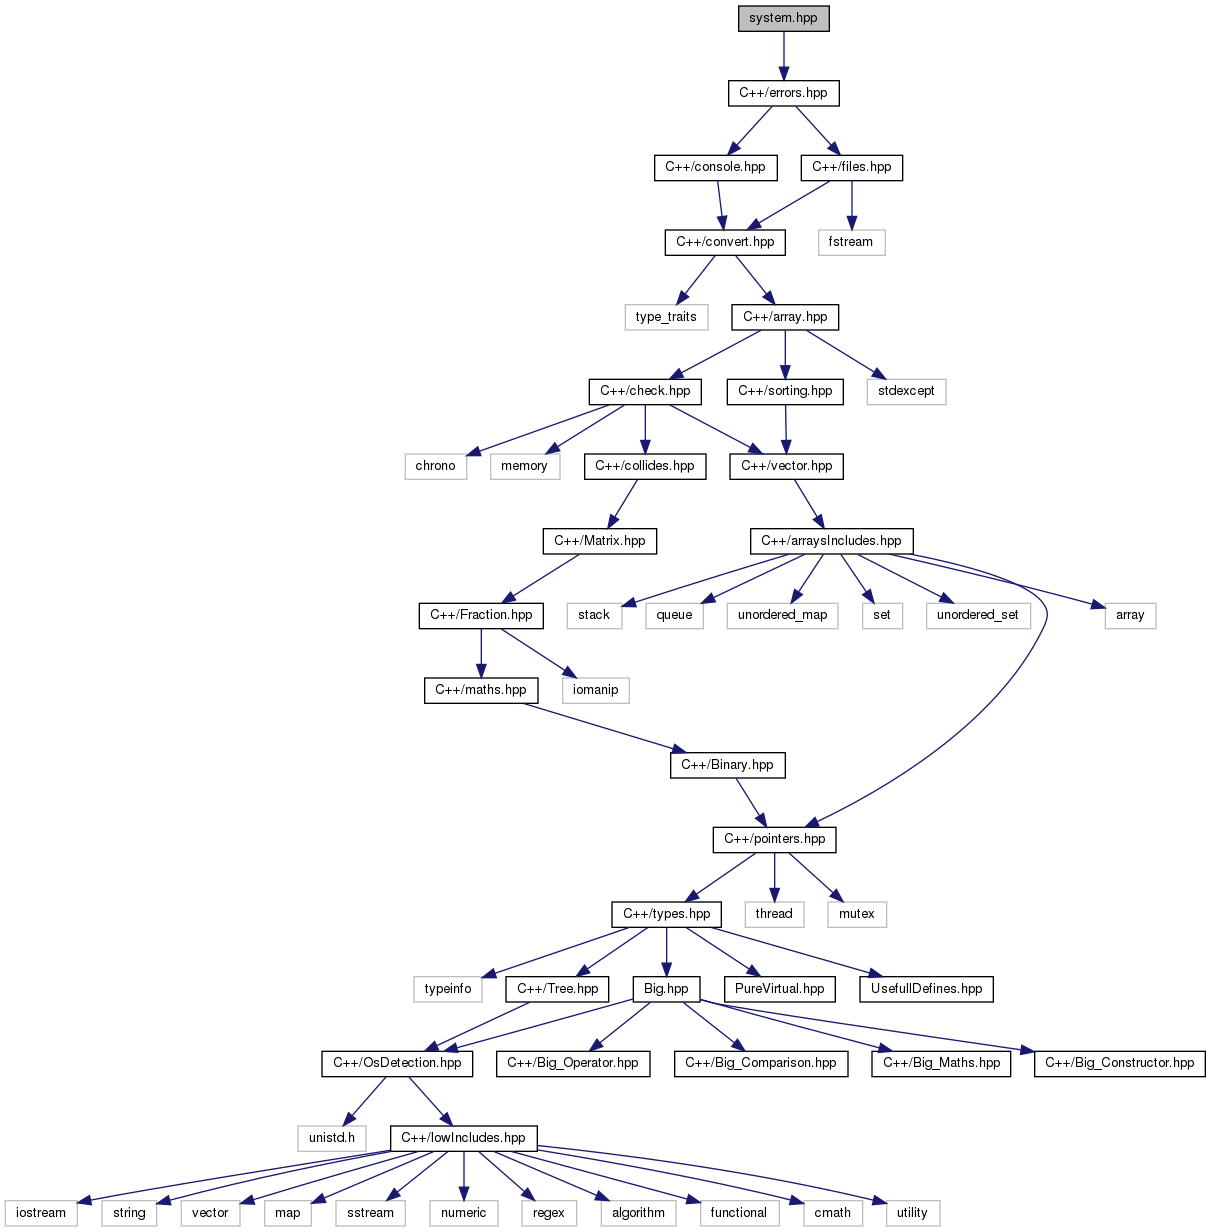 system.hpp
C++/errors.hpp
C++/console.hpp
C++/files.hpp
C++/convert.hpp
fstream
type_traits
C++/array.hpp
C++/check.hpp
C++/sorting.hpp
stdexcept
chrono
memory
C++/collides.hpp
C++/vector.hpp
C++/Matrix.hpp
C++/arraysIncludes.hpp
C++/Fraction.hpp
stack
queue
unordered_map
set
unordered_set
array
C++/maths.hpp
iomanip
C++/Binary.hpp
C++/pointers.hpp
C++/types.hpp
thread
mutex
typeinfo
C++/Tree.hpp
Big.hpp
PureVirtual.hpp
UsefullDefines.hpp
C++/OsDetection.hpp
C++/Big_Operator.hpp
C++/Big_Comparison.hpp
C++/Big_Maths.hpp
C++/Big_Constructor.hpp
unistd.h
C++/lowIncludes.hpp
iostream
string
vector
map
sstream
numeric
regex
algorithm
functional
cmath
utility